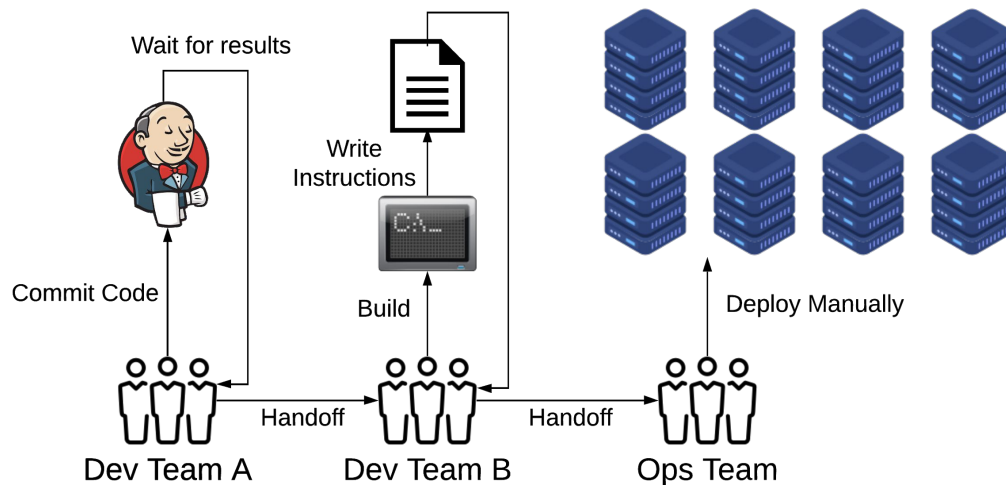 Wait for results
Write
Instructions
C:\_
Commit Code
Build
Deploy Manually
Handoff
Handoff
Dev Team A
Dev Team B
Ops Team